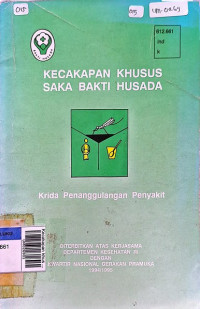 612.661
Ind
k
KECAKAPAN KHUSUS
SAKA BAKTI HUSADA
Krida Penanggulangan Penyakit
DITERBITKAN ATAS KERJASAMA
DEPARTEMEN KESEHATAN RI
DENGAN
KWARTIR NASIONAL GERAKAN PRAMUKA
661